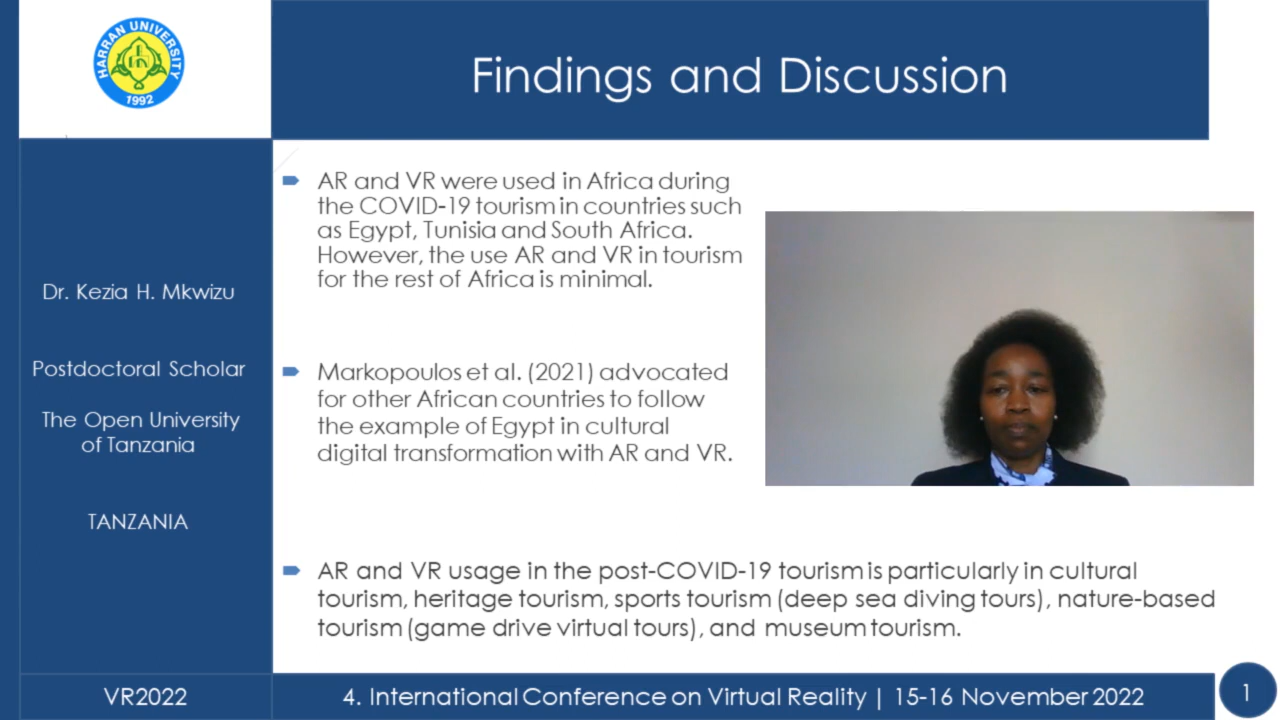 HARRAN UNIVERSITY
1992
Findings and Discussion
Dr. Kezia H. Mkwizu
Postdoctoral Scholar
The Open University
of Tanzania
TANZANIA
AR and VR were used in Africa during
the COVID-19 tourism in countries such
as Egypt, Tunisia and South Africa.
However, the use AR and VR in tourism
for the rest of Africa is minimal.
Markopoulos et al. (2021) advocated
for other African countries to follow
the example of Egypt in cultural
digital transformation with AR and VR.
AR and VR usage in the post-COVID-19 tourism is particularly in cultural
tourism, heritage tourism, sports tourism (deep sea diving tours), nature-based
tourism (game drive virtual tours), and museum tourism.
VR2022
4. International Conference on Virtual Reality | 15-16 November 2022
1